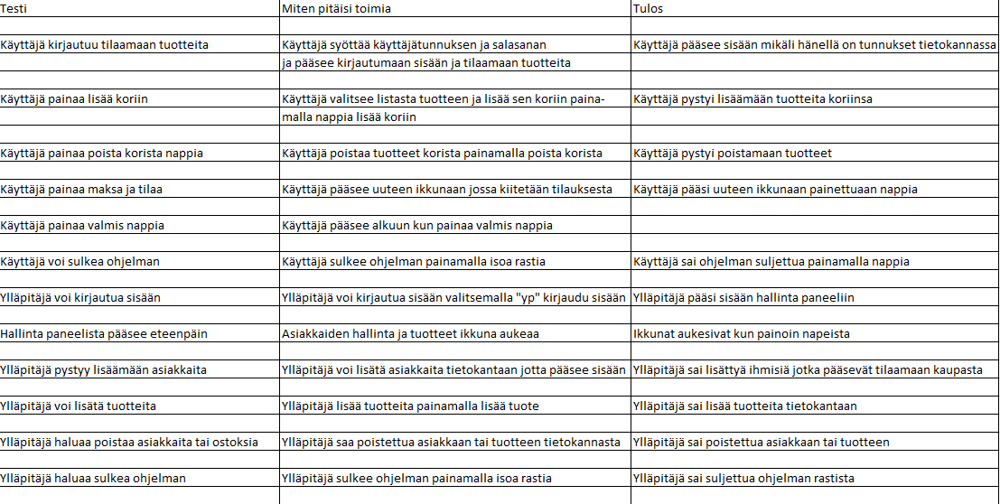 Testi Miten pitäisi toimia Tulos
Käyttäjä kirjautuu tilaamaan tuotteita Käyttäjä syöttää käyttäjätunnuksen ja salasanan Käyttäjä pääsee sisään mikäli hänellä on tunnukset tietokannassa
ja pääsee kirjautumaan sisään ja tilaamaan tuotteita
Käyttäjä painaa lisää koriin Käyttäjä valitsee listasta tuotteen ja lisää sen koriin paina- Käyttäjä pystyi lisäämään tuotteita koriinsa
malla nappia lisää koriin
Käyttäjä painaa poista korista nappia Käyttäjä poistaa tuotteet korista painamalla poista korista Käyttäjä pystyi poistamaan tuotteet
Käyttäjä painaa maksa ja tilaa Käyttäjä pääsee uuteen ikkunaan jossa kiitetään tilauksesta Käyttäjä pääsi uuteen ikkunaan painettuaan nappia
Käyttäjä painaa valmis nappia Käyttäjä pääsee alkuun kun painaa valmis nappia
Käyttäjä voi sulkea ohjelman Käyttäjä sulkee ohjelman painamalla isoa rastia Käyttäjä sai ohjelman suljettua painamalla nappia
Ylläpitäjä voi kirjautua sisään Ylläpitäjä voi kirjautua sisään valitsemalla "yp" kirjaudu sisään Ylläpitäjä pääsi sisään hallinta paneeliin
Hallinta paneelista pääsee eteenpäin Asiakkaiden hallinta ja tuotteet ikkuna aukeaa Ikkunat aukesivat kun painoin napeista
Ylläpitäjä pystyy lisäämään asiakkaita Ylläpitäjä voi lisätä asiakkaita tietokantaan jotta pääsee sisään Ylläpitäjä sai lisättyä ihmisiä jotka pääsevät tilaamaan kaupasta
Ylläpitäjä voi lisätä tuotteita Ylläpitäjä lisää tuotteita painamalla lisää tuote Ylläpitäjä sai lisää tuotteita tietokantaan
Ylläpitäjä haluaa poistaa asiakkaita tai ostoksia Ylläpitäjä saa poistettua asiakkaan tai tuotteen tietokannasta Ylläpitäjä sai poistettua asiakkaan tai tuotteen
Ylläpitäjä haluaa sulkea ohjelman Ylläpitäjä sulkee ohjelman painamalla isoa rastia Ylläpitäjä sai suljettua ohjelman rastista